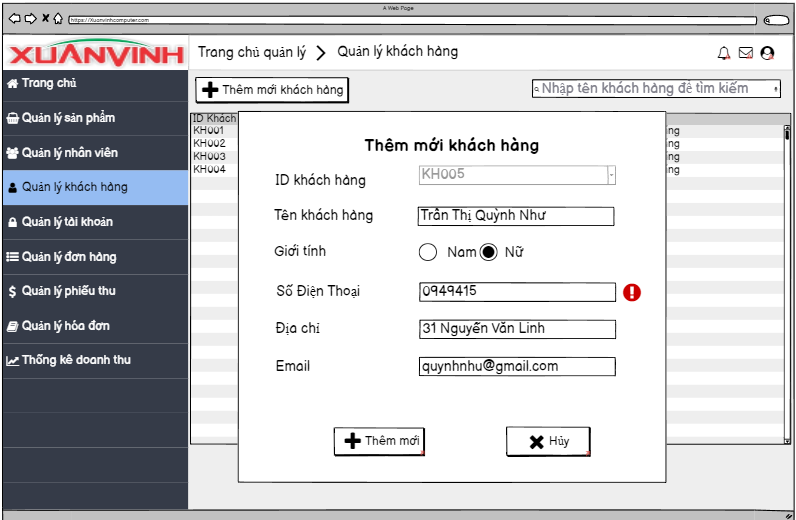 A Web Page
https://Xuanvinhcomputer.com
XUANVINH
Trang chủ quản lý
Quản lý khách hàng
Trang chủ
Quản lý sản phẩm
Quản lý nhân viên
Quản lý khách hàng
Quản lý tài khoản
Quản lý đơn hàng
Quản lý phiếu thu
Quản lý hóa đơn
Thống kê doanh thu
Thêm mới khách hàng
Nhập tên khách hàng để tìm kiếm
ID Khách
KH001
KH002
KH003
KH004
ng
ng
ng
ng
Thêm mới khách hàng
ID khách hàng KH005
Tên khách hàng Trần Thị Quỳnh Như
Giới tính Nam Nữ
Số Điện Thoại 0949415
Địa chỉ 31 Nguyễn Văn Linh
Email quynhnhu@gmail.com
Thêm mới
Hủy